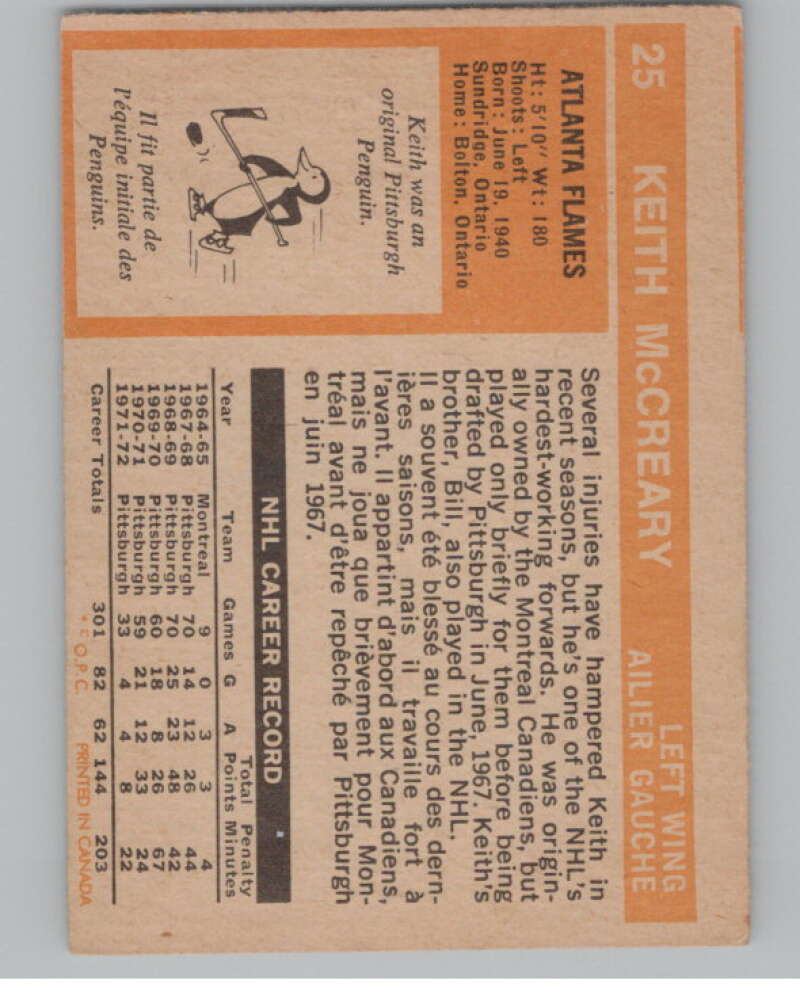 25 KEITH McCREARY
LEFT WING
AILIER GAUCHE
ATLANTA FLAMES
Ht: 5'10" Wt: 180
Shoots: Left
Born: June 19, 1940
Sundridge, Ontario
Home: Bolton, Ontario
Keith was an
original Pittsburgh
Penguin.
Il fit partie de
l'équipe initiale des
Penguins.
Several injuries have hampered Keith in
recent seasons, but he's one of the NHL's
hardest-working forwards. He was origin-
ally owned by the Montreal Canadiens, but
played only briefly for them before being
drafted by Pittsburgh in June, 1967. Keith's
brother, Bill, also played in the NHL.
Il a souvent été blessé au cours des dern-
ières saisons, mais il travaille fort à
l'avant. Il appartint d'abord aux Canadiens,
mais ne joua que brièvement pour Mon-
tréal avant d'être repêché par Pittsburgh
en juin 1967.
NHL CAREER RECORD
Total Penalty
Year Team Games G A Points Minutes
1964-65 Montreal 9 0 3 3 4
1967-68 Pittsburgh 70 14 12 26 44
1968-69 Pittsburgh 70 25 23 48 42
1969-70 Pittsburgh 60 18 8 26 67
1970-71 Pittsburgh 59 21 12 33 24
1971-72 Pittsburgh 33 4 4 8 22
Career Totals 301 82 62 144 203
O.P.C. PRINTED IN CANADA